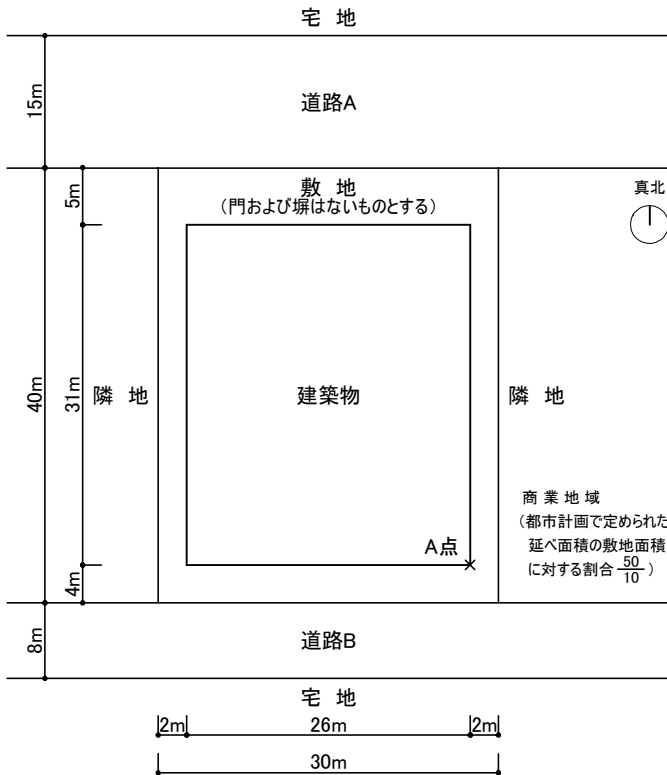 宅 地
15m
道路A
敷 地
(門および塀はないものとする)
真北
5m
40m
31m
隣 地
建築物
隣 地
商 業 地 域
(都市計画で定められた
延べ面積の敷地面積
に対する割合 50/10 )
A点
4m
8m
道路B
宅 地
2m
26m
2m
30m